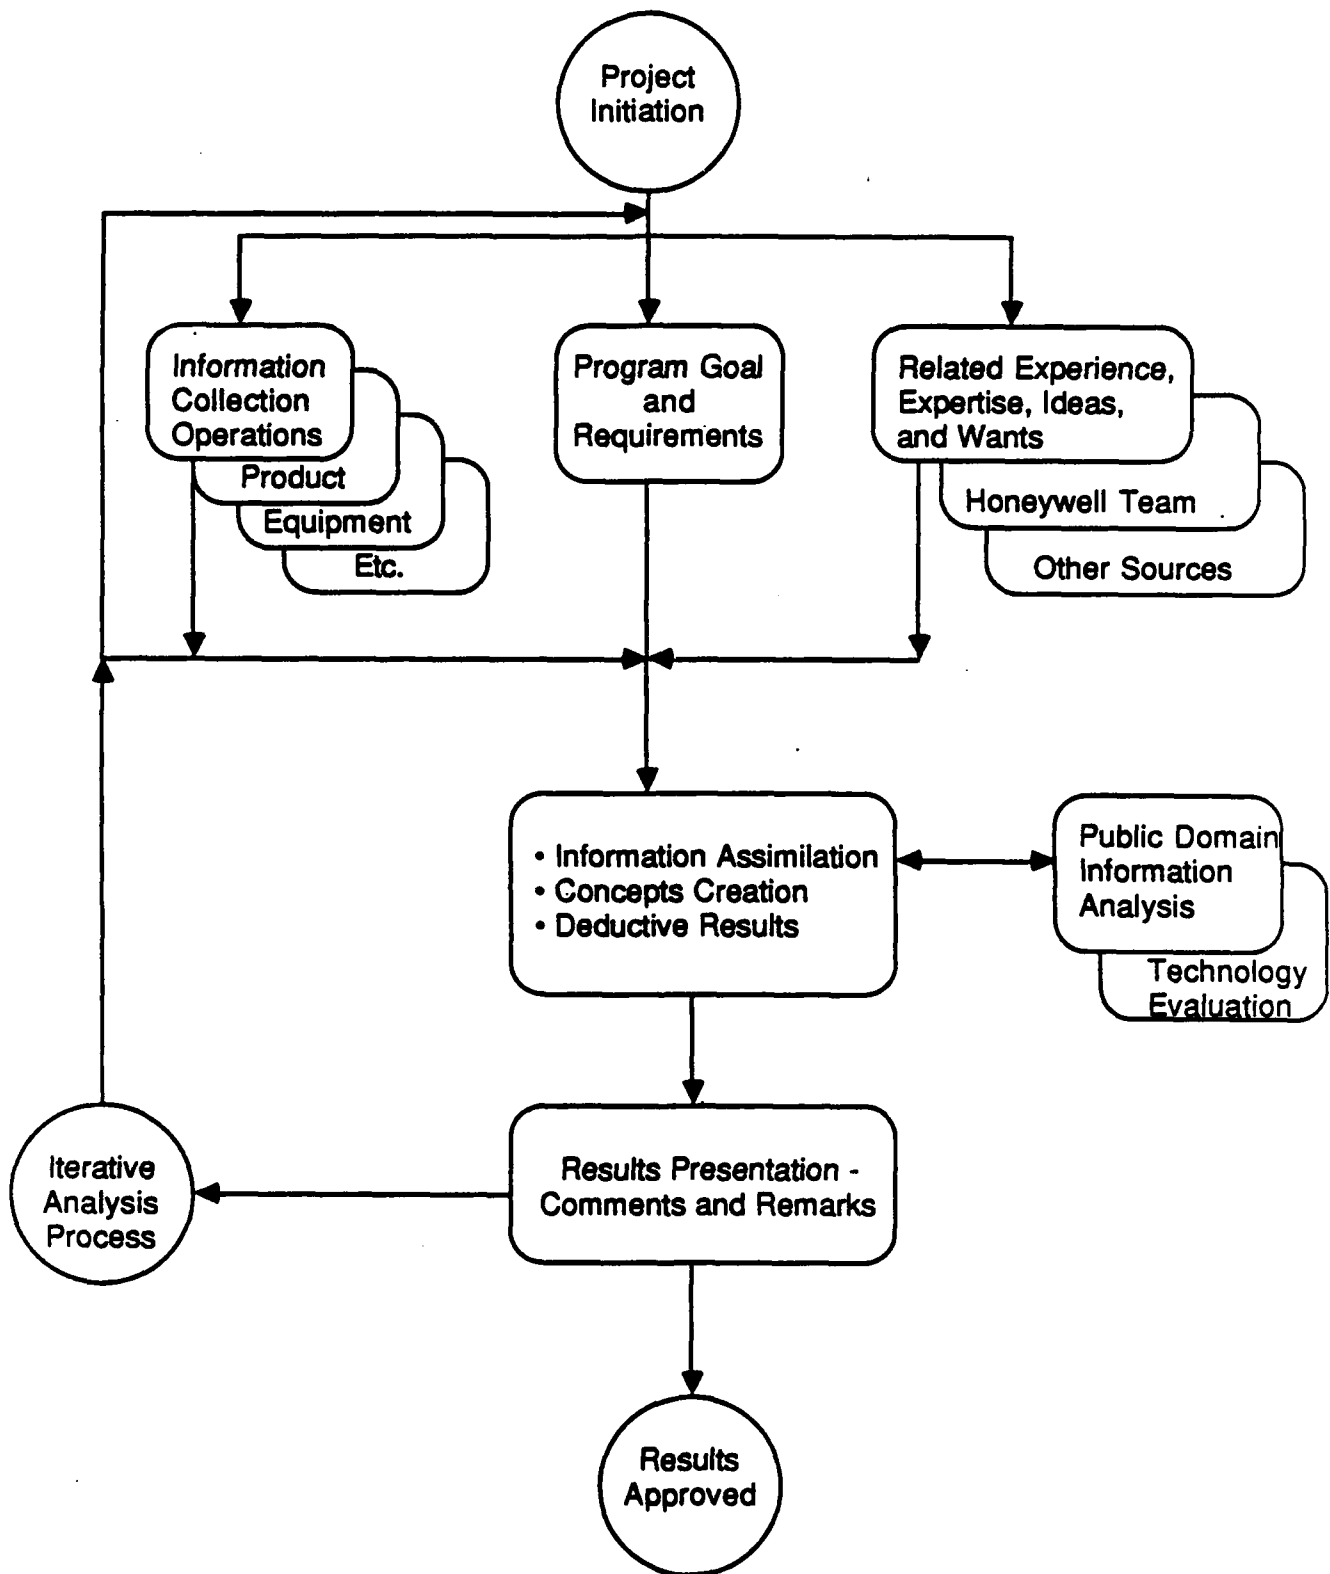 Project
Initiation
Information
Collection
Operations
Product
Equipment
Etc.
Program Goal
and
Requirements
Related Experience,
Expertise, Ideas,
and Wants
Honeywell Team
Other Sources
• Information Assimilation
• Concepts Creation
• Deductive Results
Public Domain
Information
Analysis
Technology
Evaluation
Iterative
Analysis
Process
Results Presentation -
Comments and Remarks
Results
Approved